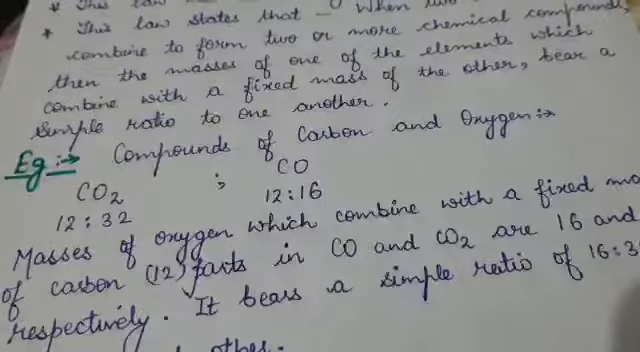 * This law
* This law states that _ when two
combine to form two or more chemical compounds,
then the masses of one of the elements which
combine with a fixed mass of the other, bear a
simple ratio to one another.
Eg:→ Compounds of Carbon and Oxygen:→
CO2 ; CO
12:32 12:16
Masses of oxygen which combine with a fixed
of carbon (12) parts in CO and CO2 are 16 and
respectively. It bears a simple ratio of 16:3
other.